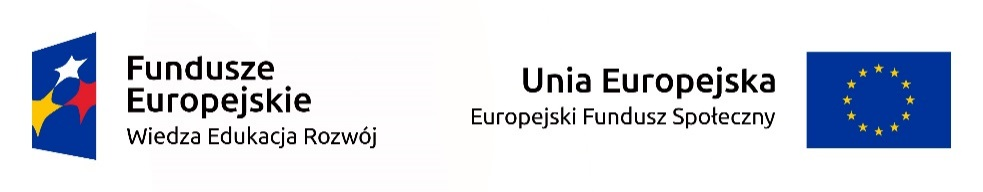 Fundusze
Europejskie
Wiedza Edukacja Rozwój
Unia Europejska
Europejski Fundusz Społeczny